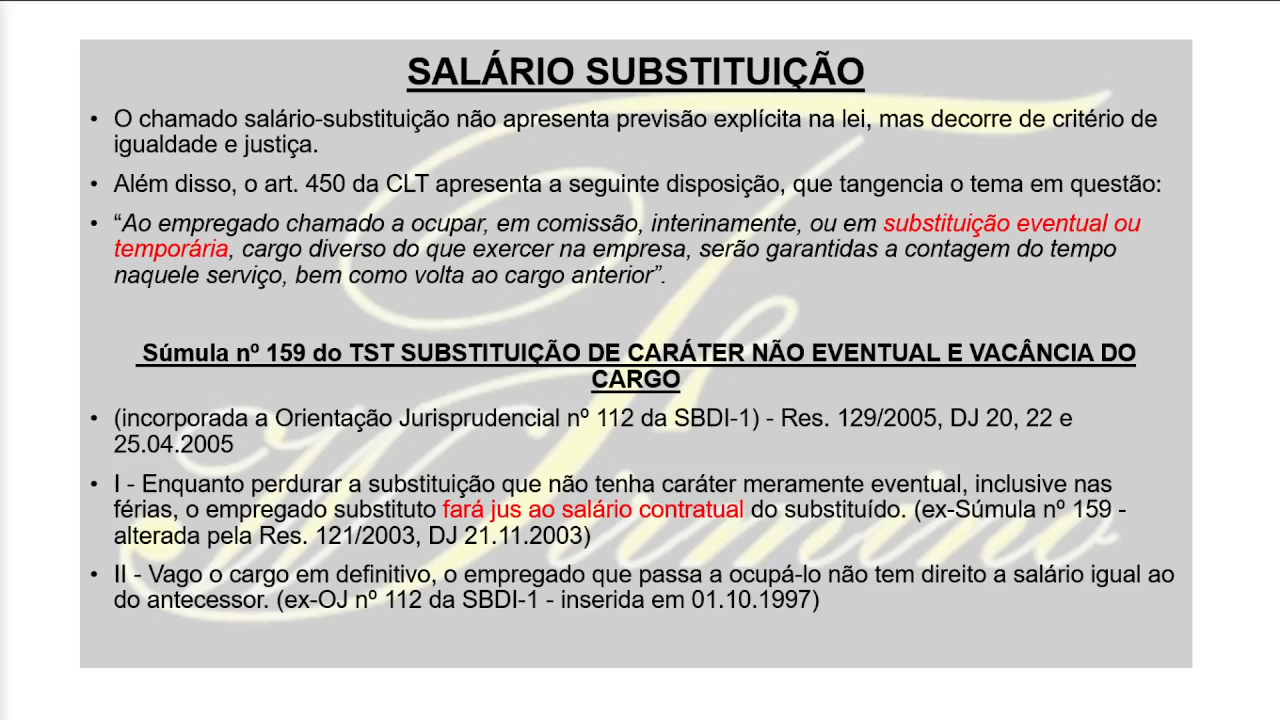 SALÁRIO SUBSTITUIÇÃO
• O chamado salário-substituição não apresenta previsão explícita na lei, mas decorre de critério de
igualdade e justiça.
• Além disso, o art. 450 da CLT apresenta a seguinte disposição, que tangencia o tema em questão:
• “Ao empregado chamado a ocupar, em comissão, interinamente, ou em substituição eventual ou
temporária, cargo diverso do que exercer na empresa, serão garantidas a contagem do tempo
naquele serviço, bem como volta ao cargo anterior”.
Súmula nº 159 do TST SUBSTITUIÇÃO DE CARÁTER NÃO EVENTUAL E VACÂNCIA DO
CARGO
• (incorporada a Orientação Jurisprudencial nº 112 da SBDI-1) - Res. 129/2005, DJ 20, 22 e
25.04.2005
• I - Enquanto perdurar a substituição que não tenha caráter meramente eventual, inclusive nas
férias, o empregado substituto fará jus ao salário contratual do substituído. (ex-Súmula nº 159 -
alterada pela Res. 121/2003, DJ 21.11.2003)
• II - Vago o cargo em definitivo, o empregado que passa a ocupá-lo não tem direito a salário igual ao
do antecessor. (ex-OJ nº 112 da SBDI-1 - inserida em 01.10.1997)